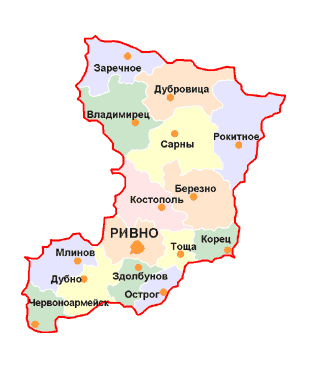 Заречное
Дубровица
Владимирец
Рокитное
Сарны
Березно
Костополь
РИВНО
Корец
Тоща
Млинов
Здолбунов
Дубно
Острог
Червоноармейск